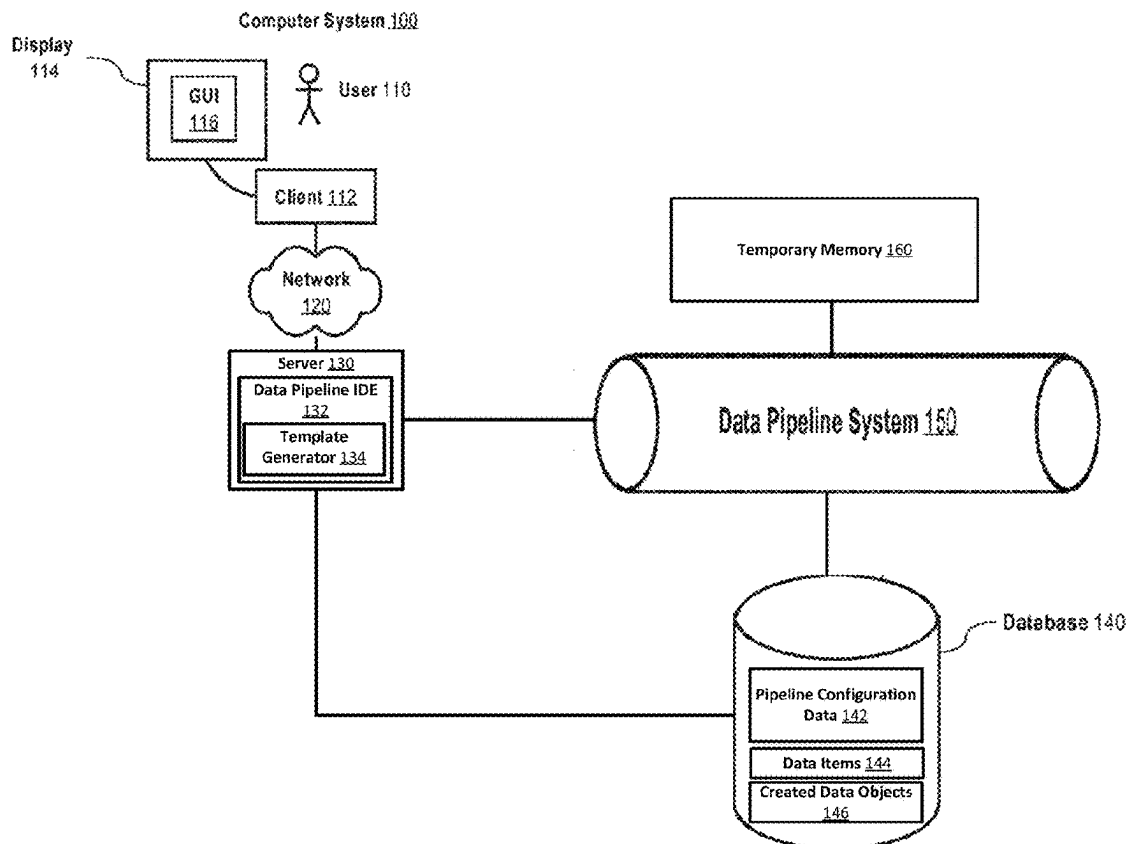 Computer System 100
Display
114
GUI
116
User 110
Client 112
Network
120
Temporary Memory 160
Server 130
Data Pipeline IDE
132
Template
Generator 134
Data Pipeline System 150
Database 140
Pipeline Configuration
Data 142
Data Items 144
Created Data Objects
146